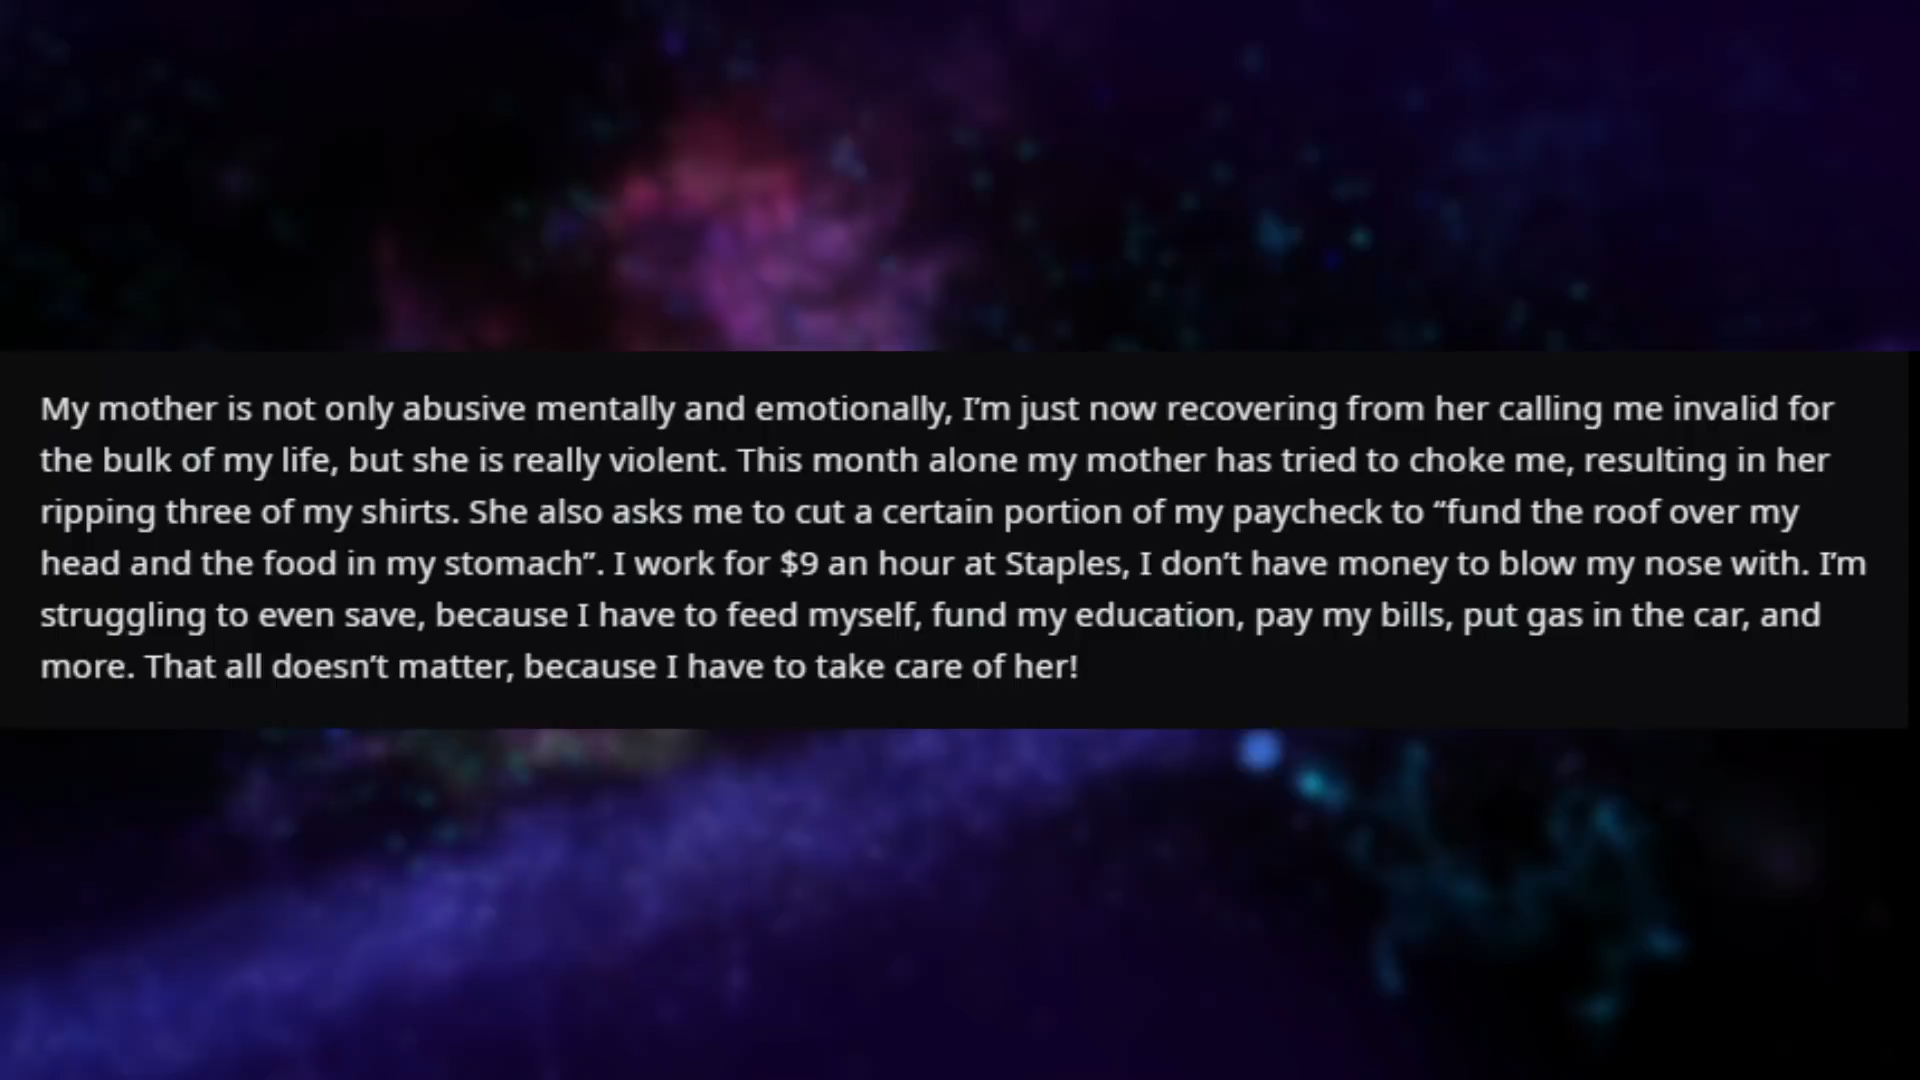 My mother is not only abusive mentally and emotionally, I’m just now recovering from her calling me invalid for
the bulk of my life, but she is really violent. This month alone my mother has tried to choke me, resulting in her
ripping three of my shirts. She also asks me to cut a certain portion of my paycheck to “fund the roof over my
head and the food in my stomach”. I work for $9 an hour at Staples, I don’t have money to blow my nose with. I’m
struggling to even save, because I have to feed myself, fund my education, pay my bills, put gas in the car, and
more. That all doesn’t matter, because I have to take care of her!